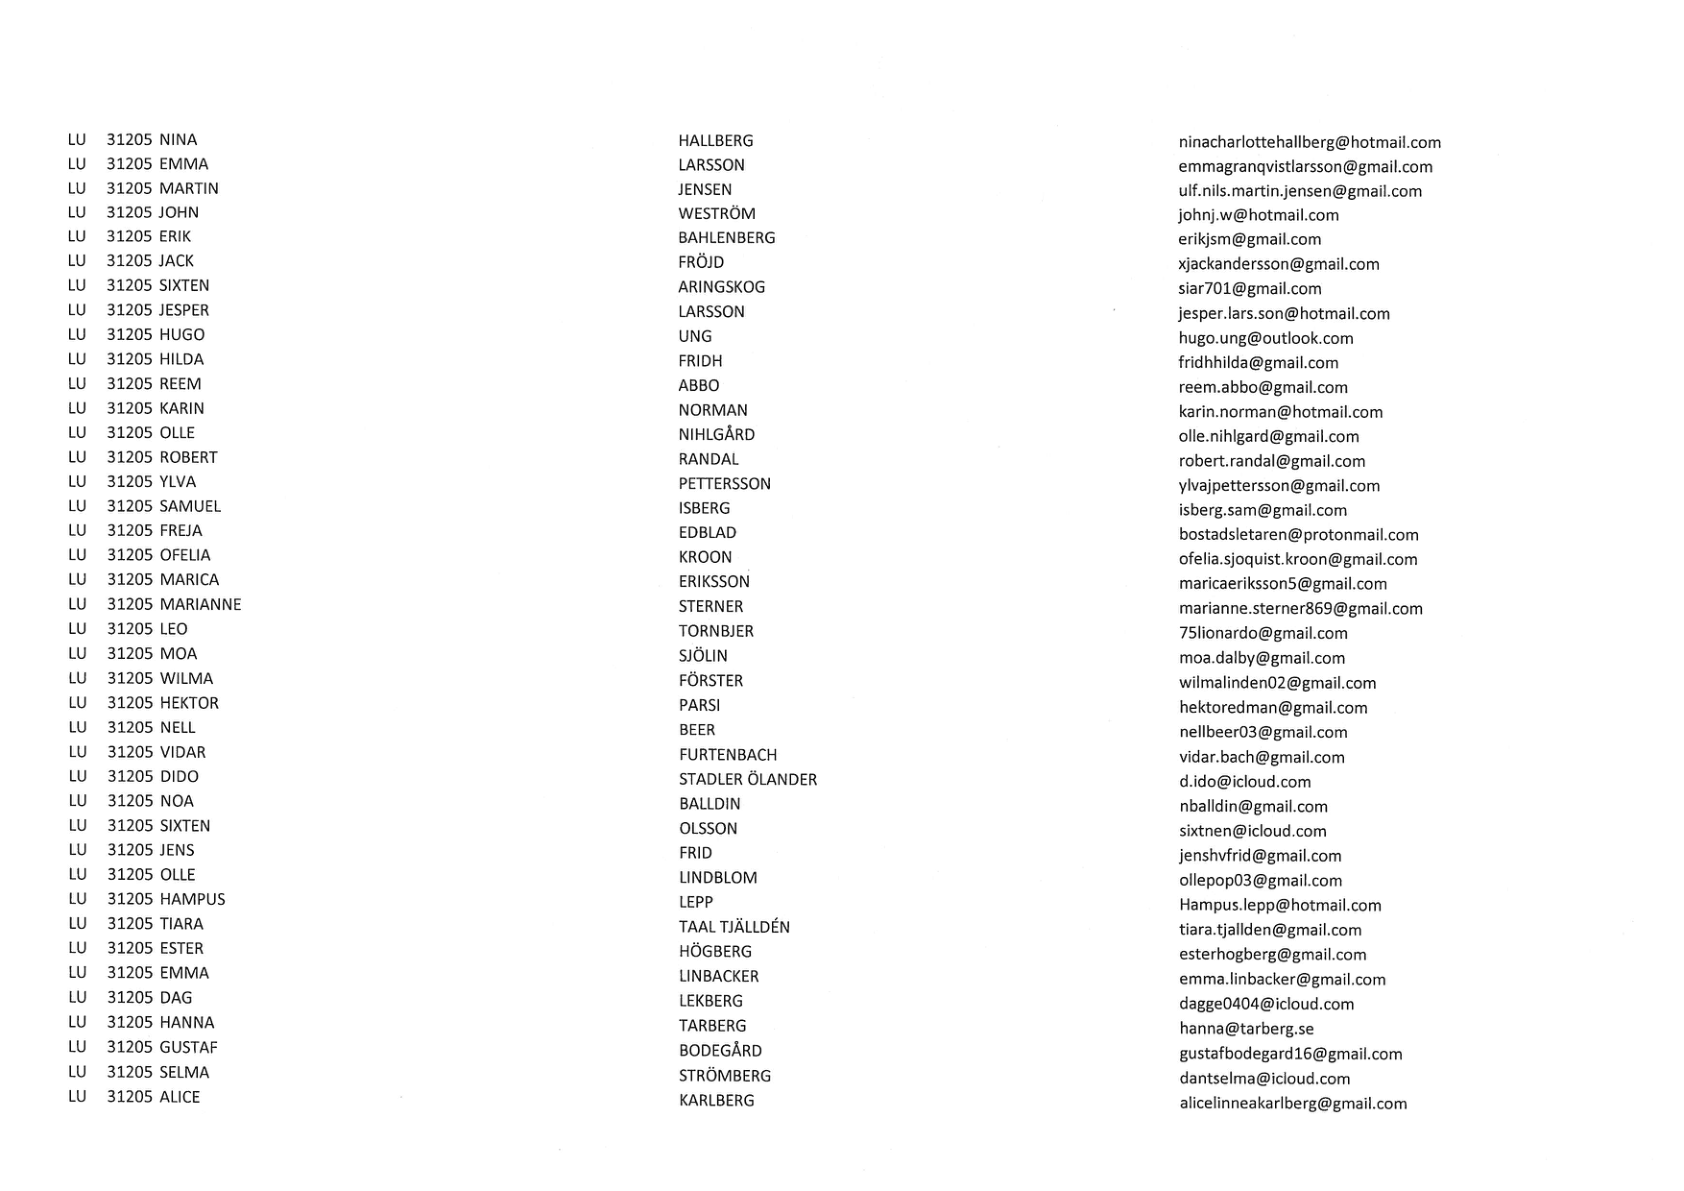 LU 31205 NINA HALLBERG ninacharlottehallberg@hotmail.com
LU 31205 EMMA LARSSON emmagranqvistlarsson@gmail.com
LU 31205 MARTIN JENSEN ulf.nils.martin.jensen@gmail.com
LU 31205 JOHN WESTRÖM johnj.w@hotmail.com
LU 31205 ERIK BAHLENBERG erikjsm@gmail.com
LU 31205 JACK FRÖJD xjackandersson@gmail.com
LU 31205 SIXTEN ARINGSKOG siar701@gmail.com
LU 31205 JESPER LARSSON jesper.lars.son@hotmail.com
LU 31205 HUGO UNG hugo.ung@outlook.com
LU 31205 HILDA FRIDH fridhhilda@gmail.com
LU 31205 REEM ABBO reem.abbo@gmail.com
LU 31205 KARIN NORMAN karin.norman@hotmail.com
LU 31205 OLLE NIHLGÅRD olle.nihlgard@gmail.com
LU 31205 ROBERT RANDAL robert.randal@gmail.com
LU 31205 YLVA PETTERSSON ylvajpettersson@gmail.com
LU 31205 SAMUEL ISBERG isberg.sam@gmail.com
LU 31205 FREJA EDBLAD bostadsletaren@protonmail.com
LU 31205 OFELIA KROON ofelia.sjoquist.kroon@gmail.com
LU 31205 MARICA ERIKSSON maricaeriksson5@gmail.com
LU 31205 MARIANNE STERNER marianne.sterner869@gmail.com
LU 31205 LEO TORNBJER 75lionardo@gmail.com
LU 31205 MOA SJÖLIN moa.dalby@gmail.com
LU 31205 WILMA FÖRSTER wilmalinden02@gmail.com
LU 31205 HEKTOR PARSI hektoredman@gmail.com
LU 31205 NELL BEER nellbeer03@gmail.com
LU 31205 VIDAR FURTENBACH vidar.bach@gmail.com
LU 31205 DIDO STADLER ÖLANDER d.ido@icloud.com
LU 31205 NOA BALLDIN nballdin@gmail.com
LU 31205 SIXTEN OLSSON sixtnen@icloud.com
LU 31205 JENS FRID jenshvfrid@gmail.com
LU 31205 OLLE LINDBLOM ollepop03@gmail.com
LU 31205 HAMPUS LEPP Hampus.lepp@hotmail.com
LU 31205 TIARA TAAL TJÄLLDÉN tiara.tjallden@gmail.com
LU 31205 ESTER HÖGBERG esterhogberg@gmail.com
LU 31205 EMMA LINBACKER emma.linbacker@gmail.com
LU 31205 DAG LEKBERG dagge0404@icloud.com
LU 31205 HANNA TARBERG hanna@tarberg.se
LU 31205 GUSTAF BODEGÅRD gustafbodegard16@gmail.com
LU 31205 SELMA STRÖMBERG dantselma@icloud.com
LU 31205 ALICE KARLBERG alicelinneakarlberg@gmail.com